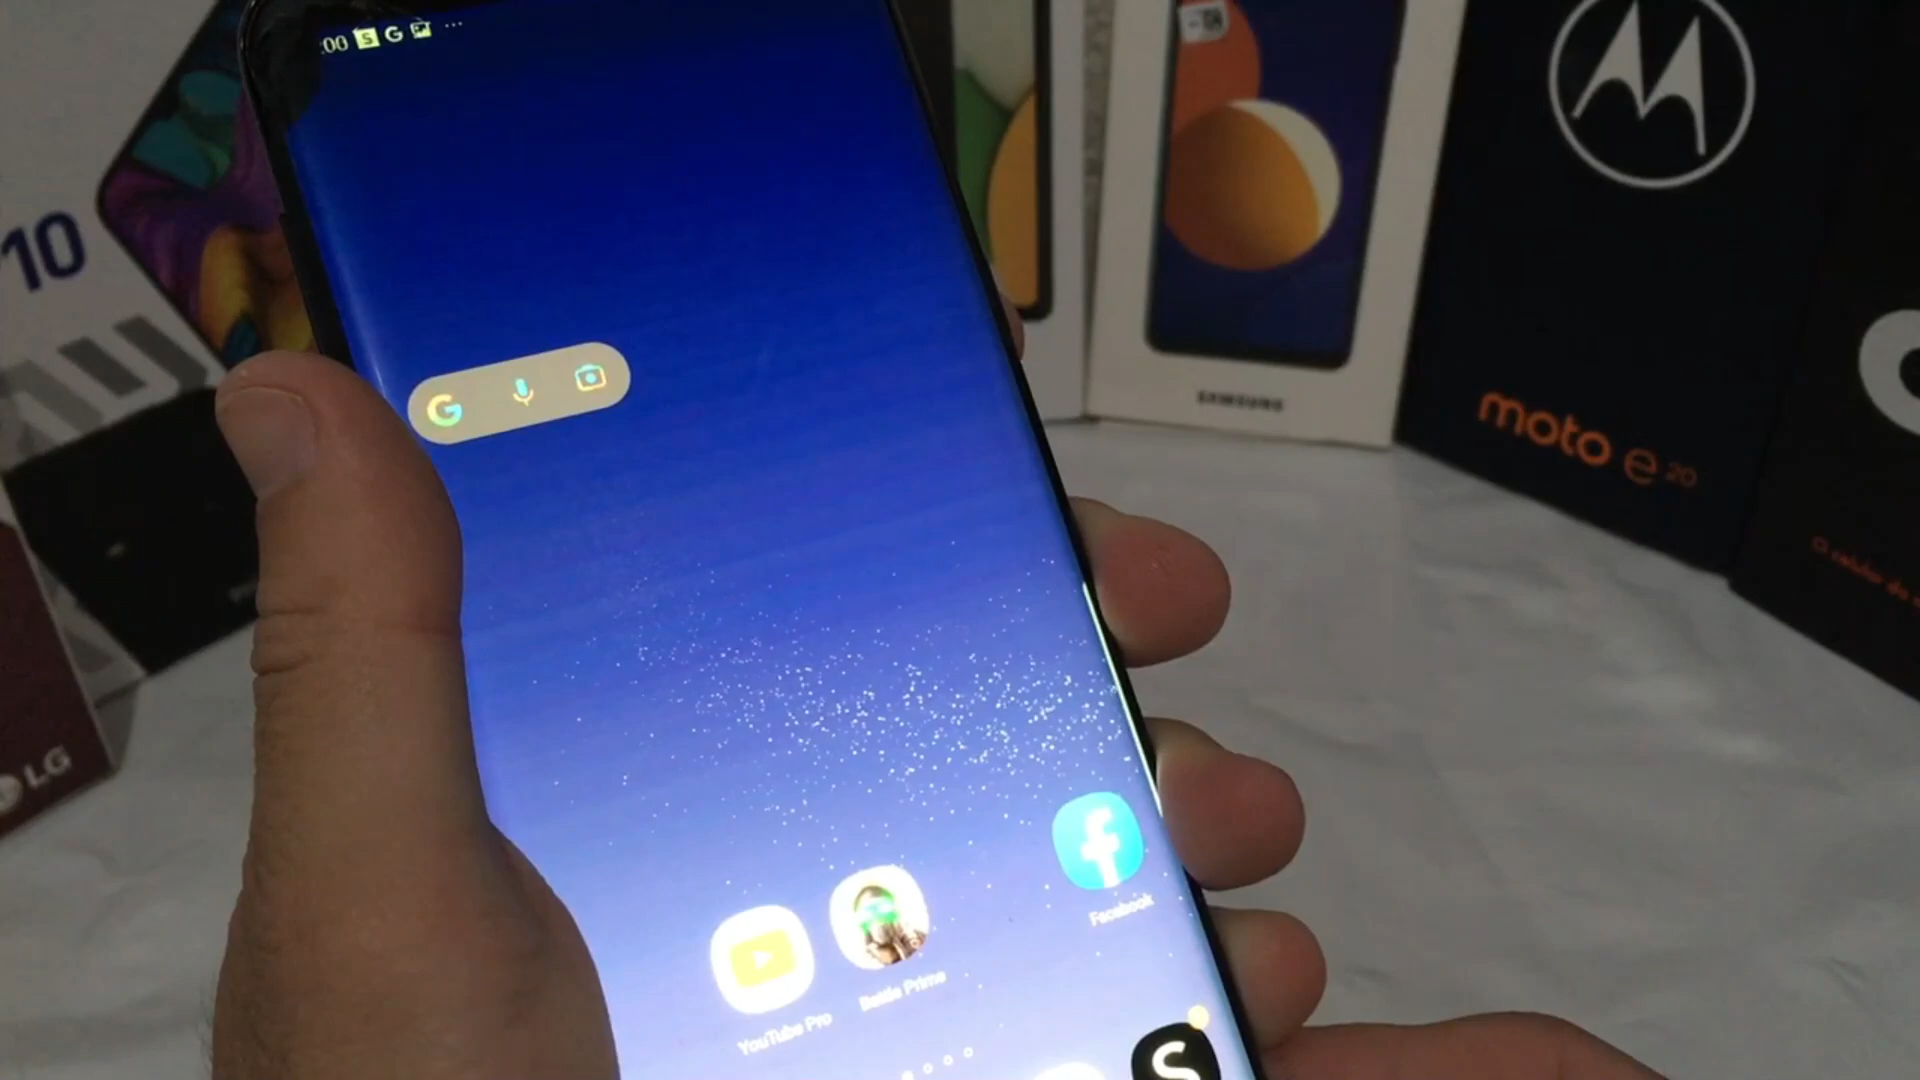 :00 S G ...
10
SAMSUNG
moto e20
LG
Facebook
Battle Prime
YouTube Pro
S